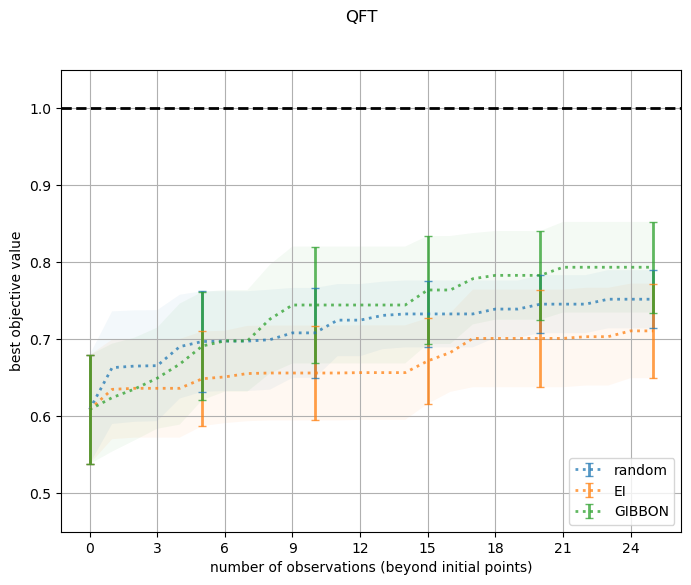 QFT
best objective value
1.0
0.9
0.8
0.7
0.6
0.5
0 3 6 9 12 15 18 21 24
number of observations (beyond initial points)
random
EI
GIBBON